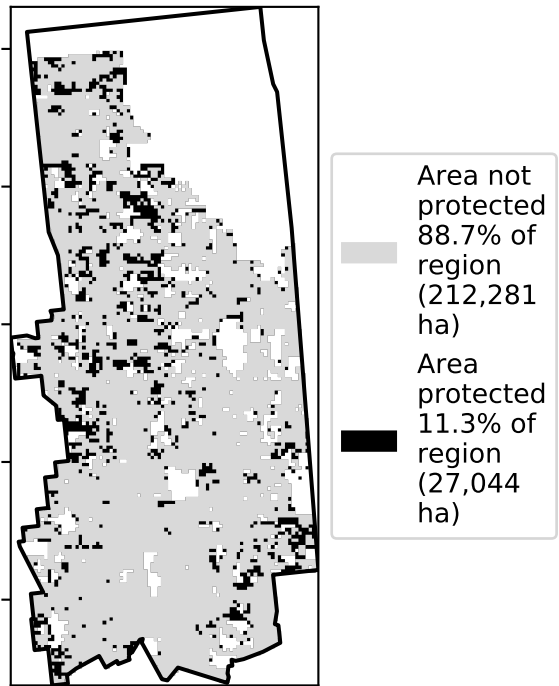 Area not
protected
88.7% of
region
(212,281
ha)
Area
protected
11.3% of
region
(27,044
ha)